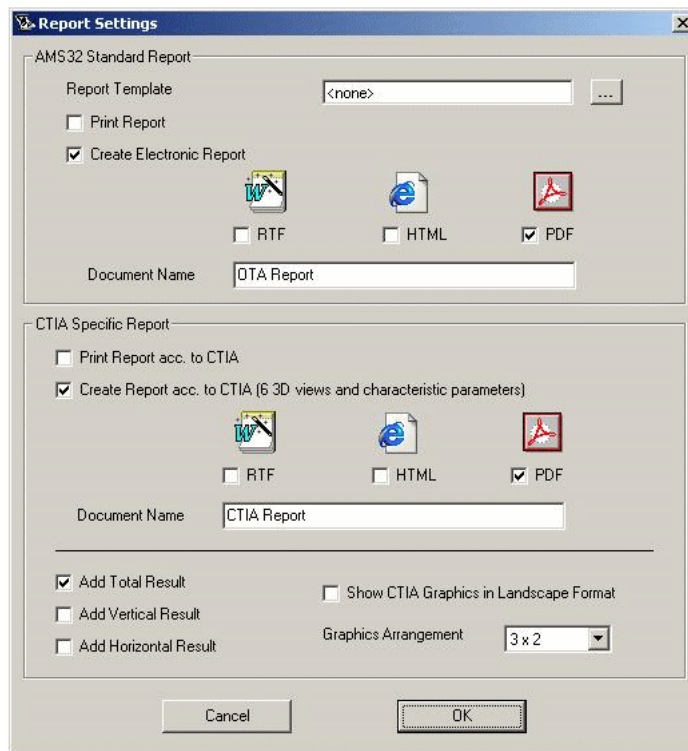 Report Settings
AMS32 Standard Report
Report Template
<none>
...
Print Report
Create Electronic Report
RTF
HTML
PDF
Document Name
OTA Report
CTIA Specific Report
Print Report acc. to CTIA
Create Report acc. to CTIA (6 3D views and characteristic parameters)
RTF
HTML
PDF
Document Name
CTIA Report
Add Total Result
Add Vertical Result
Add Horizontal Result
Show CTIA Graphics in Landscape Format
Graphics Arrangement
3 x 2
Cancel
OK